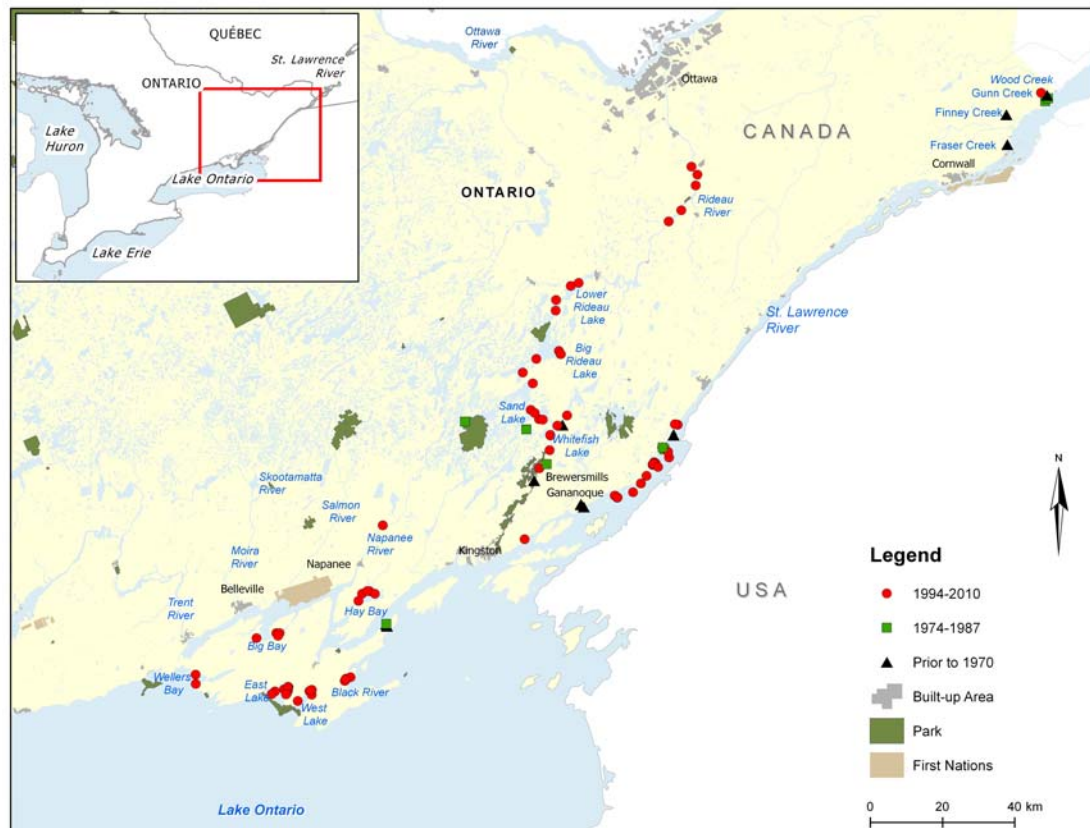 QUÉBEC
St. Lawrence
River
ONTARIO
Lake
Huron
Lake Ontario
Lake Erie
Ottawa
River
Ottawa
CANADA
Wood Creek
Gunn Creek
Finney Creek
Fraser Creek
Cornwall
ONTARIO
Rideau
River
Lower
Rideau
Lake
St. Lawrence
River
Big
Rideau
Lake
Sand
Lake
Whitefish
Lake
Skootamatta
River
Brewersmills
Gananoque
Salmon
River
Napanee
River
Moira
River
Napanee
Kingston
Belleville
Trent
River
Hay Bay
Big Bay
Wellers
Bay
East
Lake
West
Lake
Black River
USA
Lake Ontario
N
Legend
1994-2010
1974-1987
Prior to 1970
Built-up Area
Park
First Nations
0 20 40 km